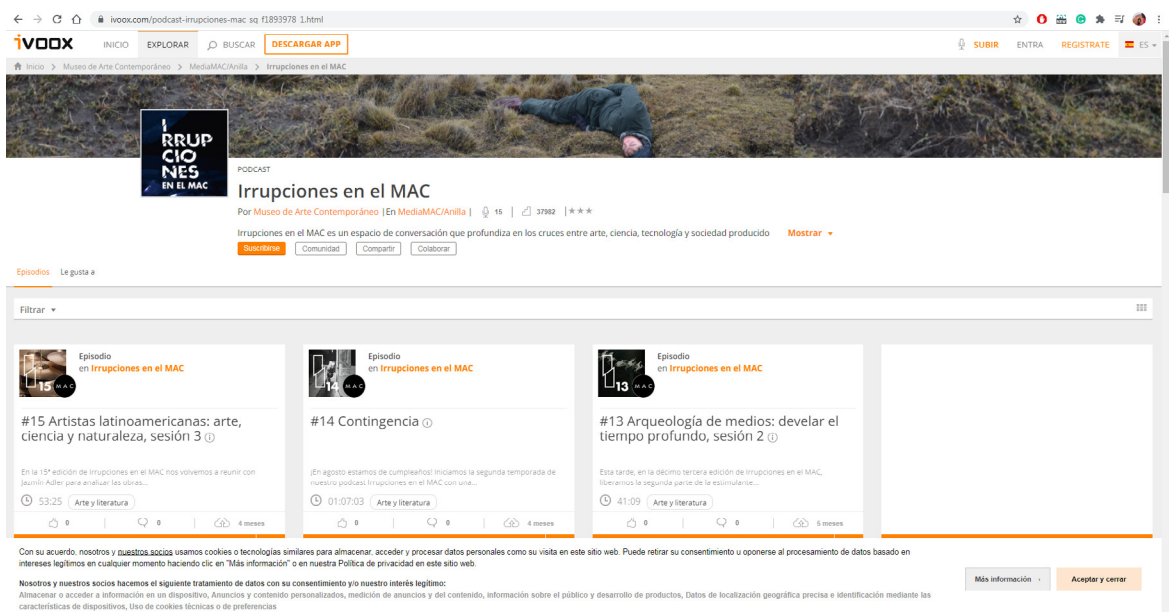 ivoox.com/podcast-irrupciones-mac_sq_f1893978_1.html
iVOOX INICIO EXPLORAR BUSCAR DESCARGAR APP SUBIR ENTRA REGISTRATE ES
Inicio > Museo de Arte Contemporáneo > MediaMAC/Anilla > Irrupciones en el MAC
I
RRUP
CIO
NES
EN EL MAC
PODCAST
Irrupciones en el MAC
Por Museo de Arte Contemporáneo | En MediaMAC/Anilla | 15 | 37982 |
Irrupciones en el MAC es un espacio de conversación que profundiza en los cruces entre arte, ciencia, tecnología y sociedad producido Mostrar
Suscribirse Comunidad Compartir Colaborar
Episodios Le gusta a
Filtrar
Episodio
en Irrupciones en el MAC
15 MAC
#15 Artistas latinoamericanas: arte,
ciencia y naturaleza, sesión 3
En la 15ª edición de Irrupciones en el MAC nos volvemos a reunir con
Jazmín Adler para analizar las obras...
53:25 Arte y literatura
0 0 4 meses
Episodio
en Irrupciones en el MAC
14 MAC
#14 Contingencia
¡En agosto estamos de cumpleaños! Iniciamos la segunda temporada de
nuestro podcast Irrupciones en el MAC con una...
01:07:03 Arte y literatura
0 0 4 meses
Episodio
en Irrupciones en el MAC
13 MAC
#13 Arqueología de medios: develar el
tiempo profundo, sesión 2
Esta tarde, en la décimo tercera edición de Irrupciones en el MAC,
liberamos la segunda parte de la estimulante...
41:09 Arte y literatura
0 0 5 meses
Con su acuerdo, nosotros y nuestros socios usamos cookies o tecnologías similares para almacenar, acceder y procesar datos personales como su visita en este sitio web. Puede retirar su consentimiento u oponerse al procesamiento de datos basado en
intereses legítimos en cualquier momento haciendo clic en "Más información" o en nuestra Política de privacidad en este sitio web.
Nosotros y nuestros socios hacemos el siguiente tratamiento de datos con su consentimiento y/o nuestro interés legítimo:
Almacenar o acceder a información en un dispositivo, Anuncios y contenido personalizados, medición de anuncios y del contenido, información sobre el público y desarrollo de productos, Datos de localización geográfica precisa e identificación mediante las
características de dispositivos, Uso de cookies técnicas o de preferencias
Más información › Aceptar y cerrar